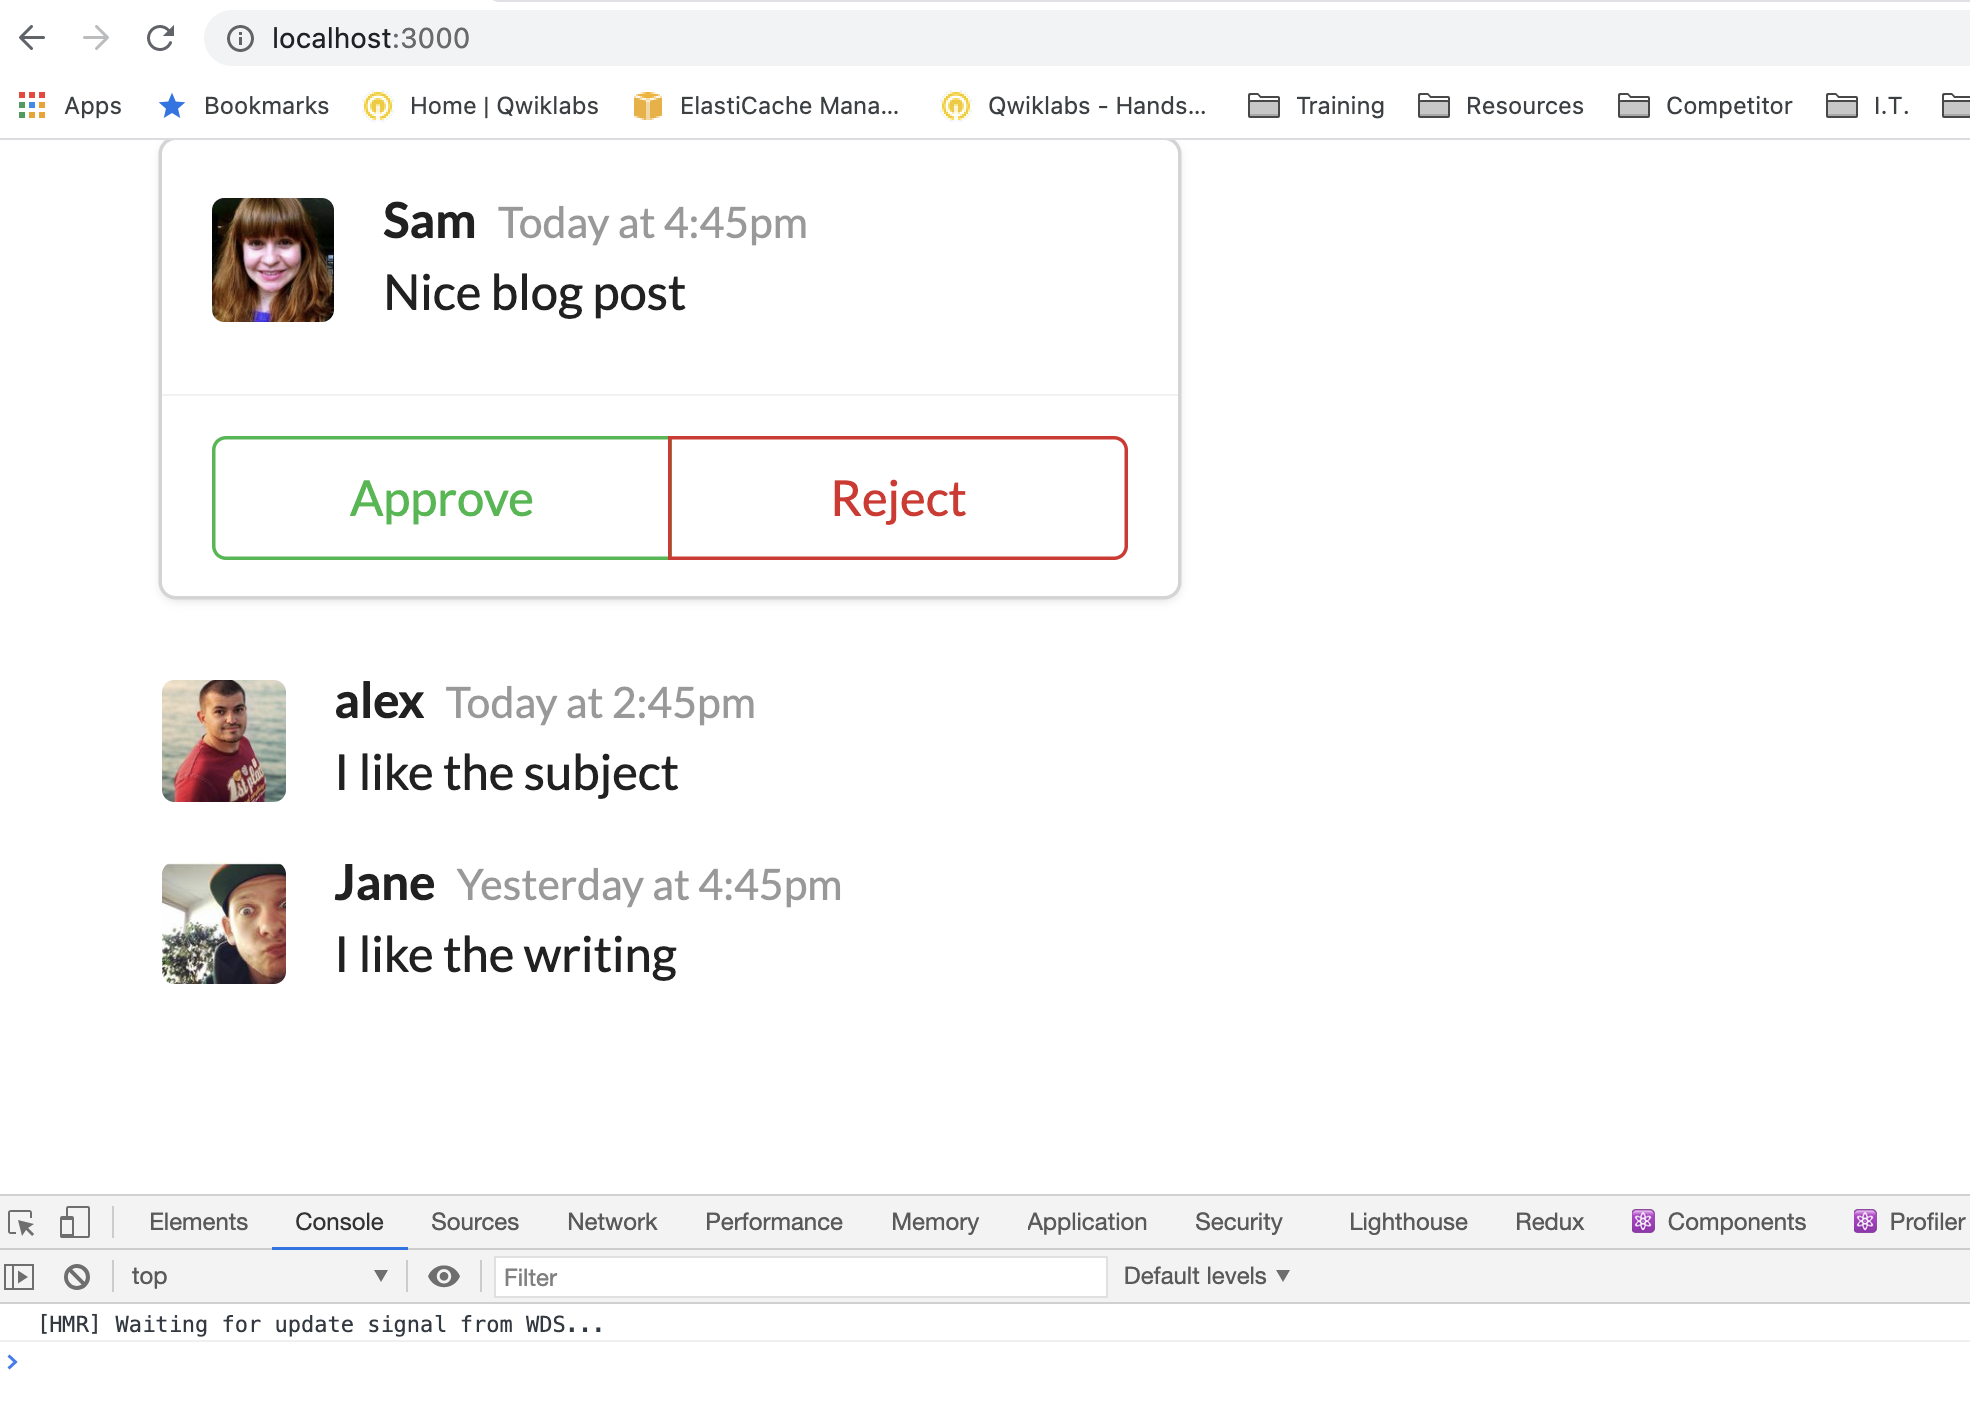 localhost:3000
Apps Bookmarks Home | Qwiklabs ElastiCache Mana... Qwiklabs - Hands... Training Resources Competitor I.T.
Sam Today at 4:45pm
Nice blog post
Approve Reject
alex Today at 2:45pm
I like the subject
Jane Yesterday at 4:45pm
I like the writing
Elements Console Sources Network Performance Memory Application Security Lighthouse Redux Components Profiler
top Filter Default levels
[HMR] Waiting for update signal from WDS...